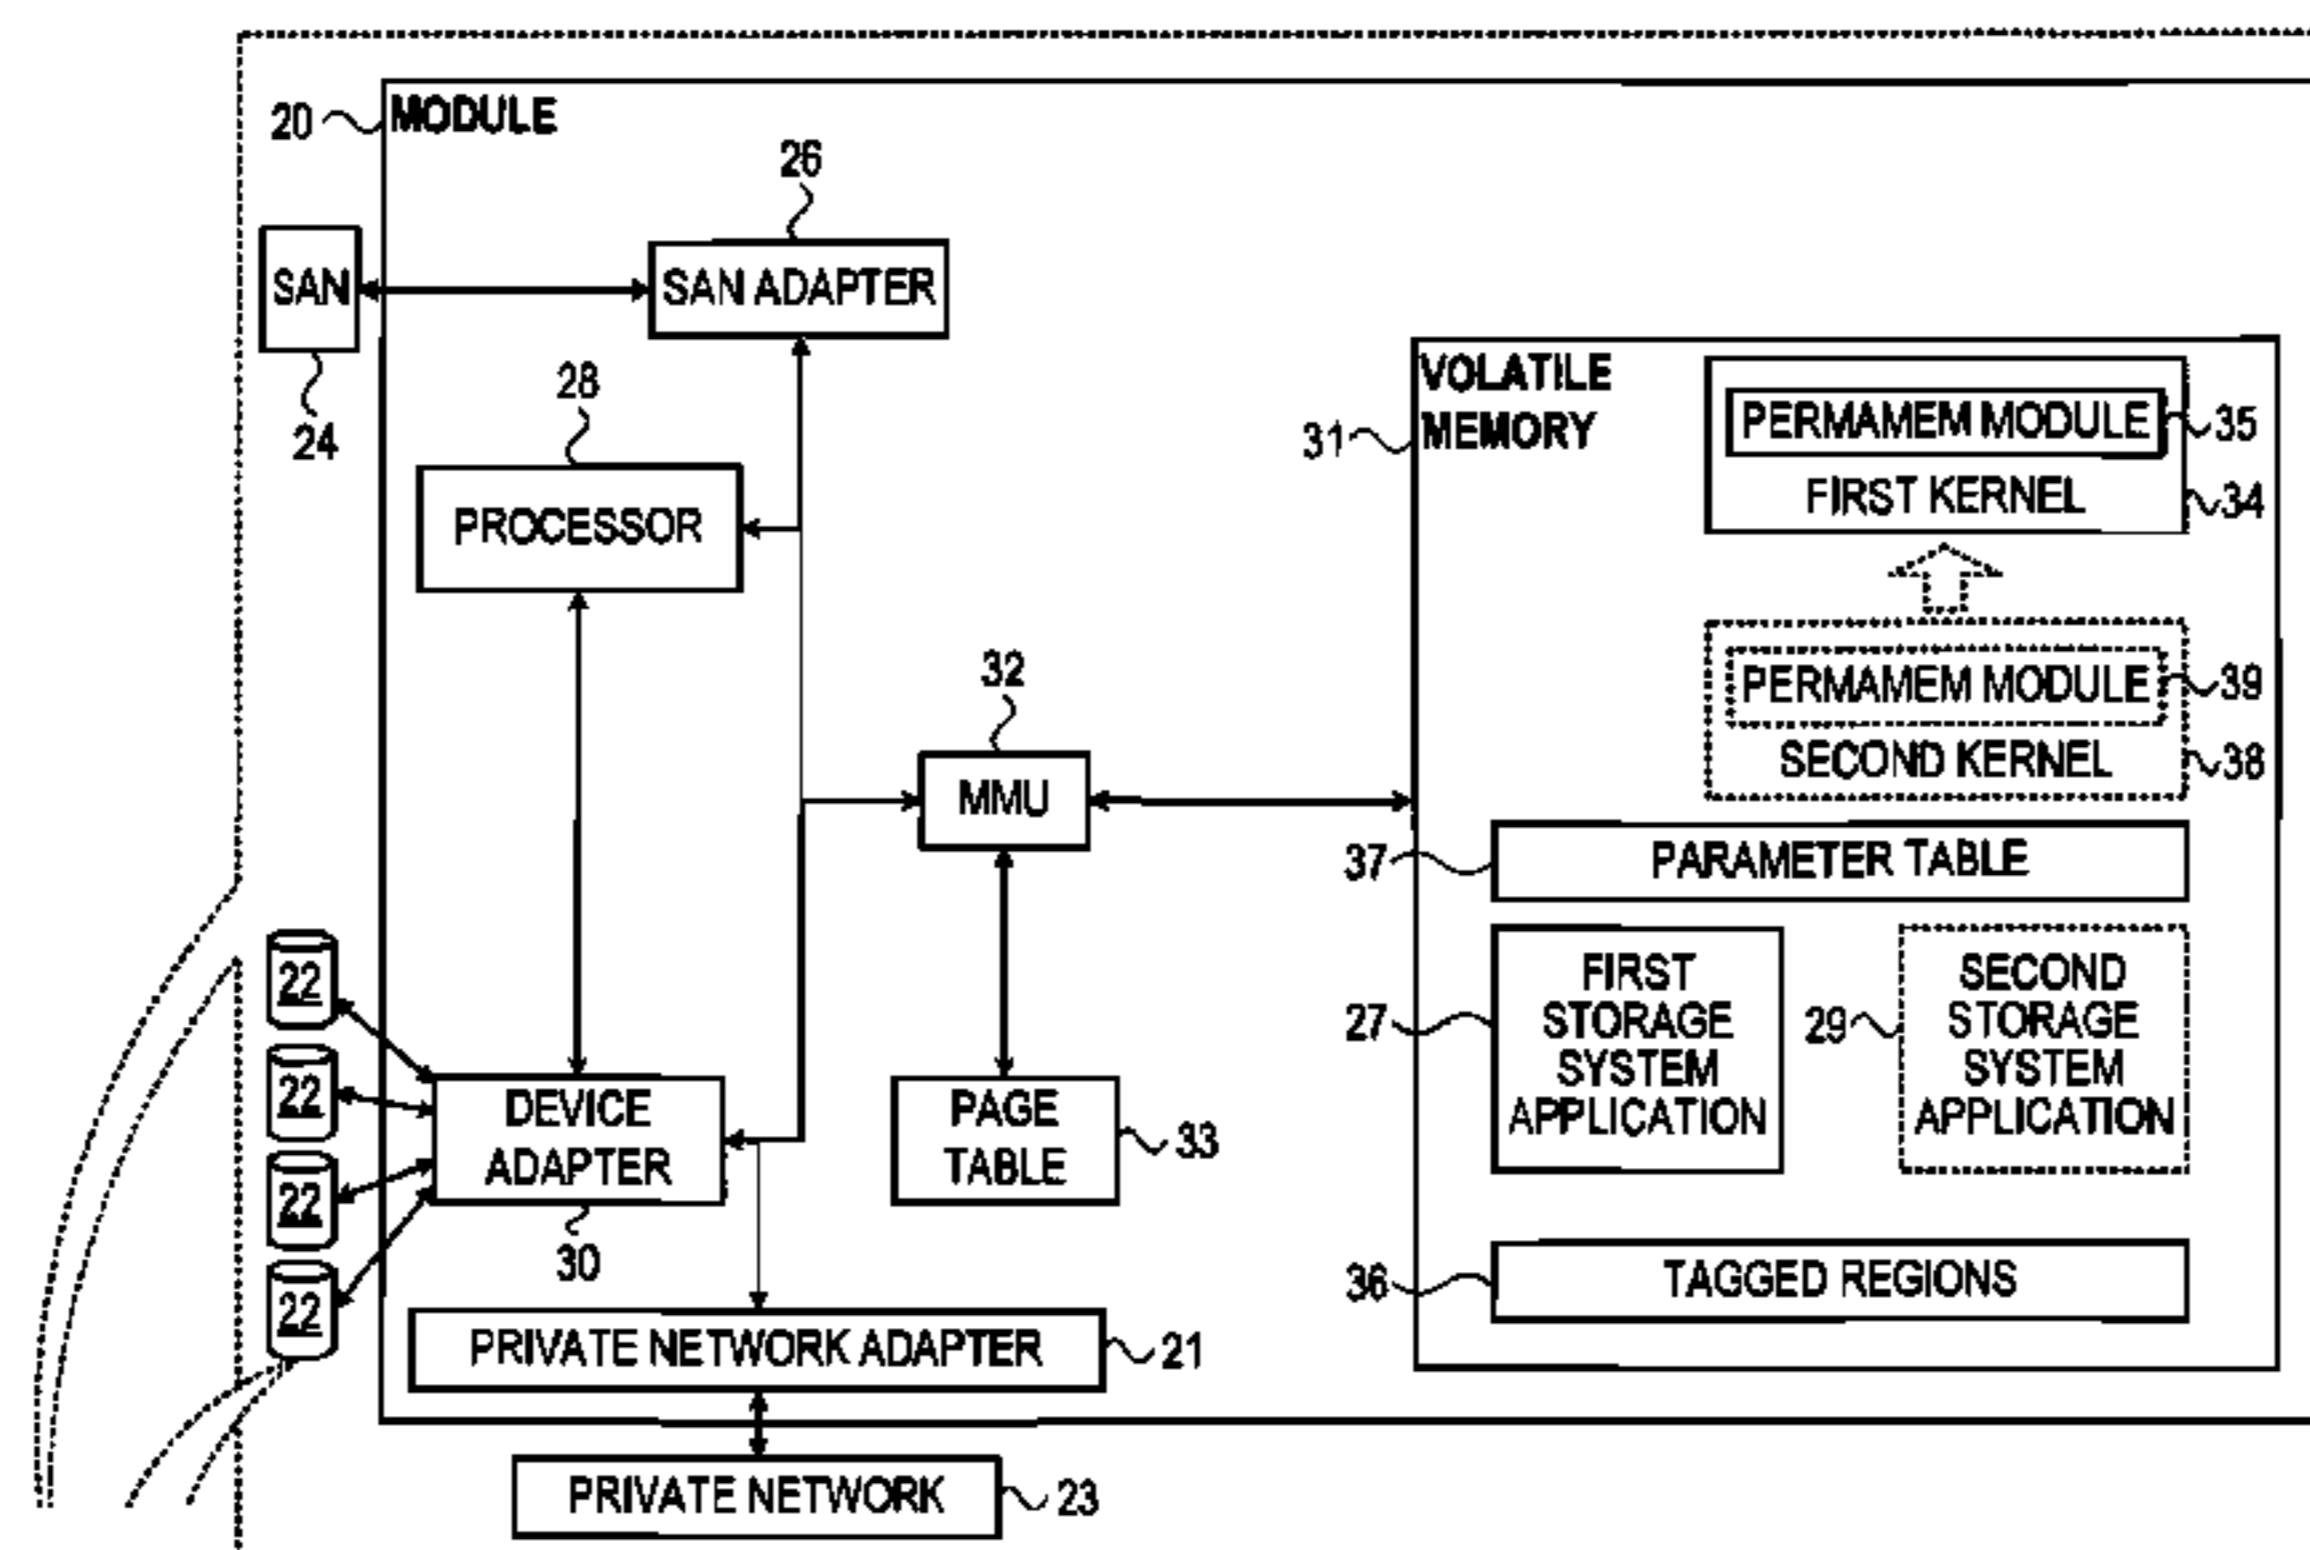 20
MODULE
26
SAN
SAN ADAPTER
24
28
PROCESSOR
32
MMU
31
VOLATILE
MEMORY
PERMAMEM MODULE
35
FIRST KERNEL
34
PERMAMEM MODULE
39
SECOND KERNEL
38
37
PARAMETER TABLE
27
FIRST
STORAGE
SYSTEM
APPLICATION
29
SECOND
STORAGE
SYSTEM
APPLICATION
36
TAGGED REGIONS
22
22
22
22
DEVICE
ADAPTER
30
PAGE
TABLE
33
PRIVATE NETWORK ADAPTER
21
PRIVATE NETWORK
23